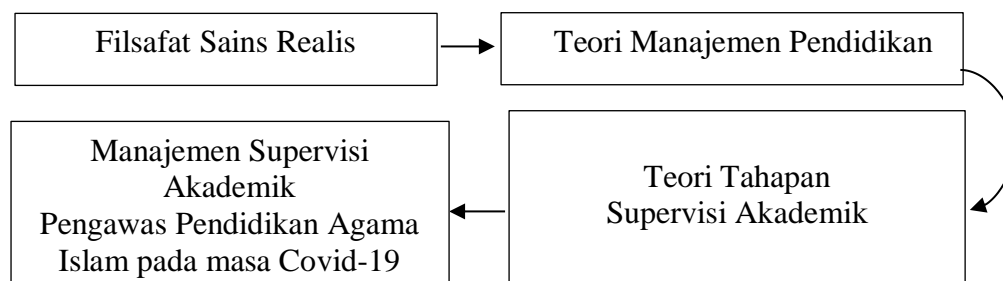 Filsafat Sains Realis
Teori Manajemen Pendidikan
Teori Tahapan
Supervisi Akademik
Manajemen Supervisi
Akademik
Pengawas Pendidikan Agama
Islam pada masa Covid-19